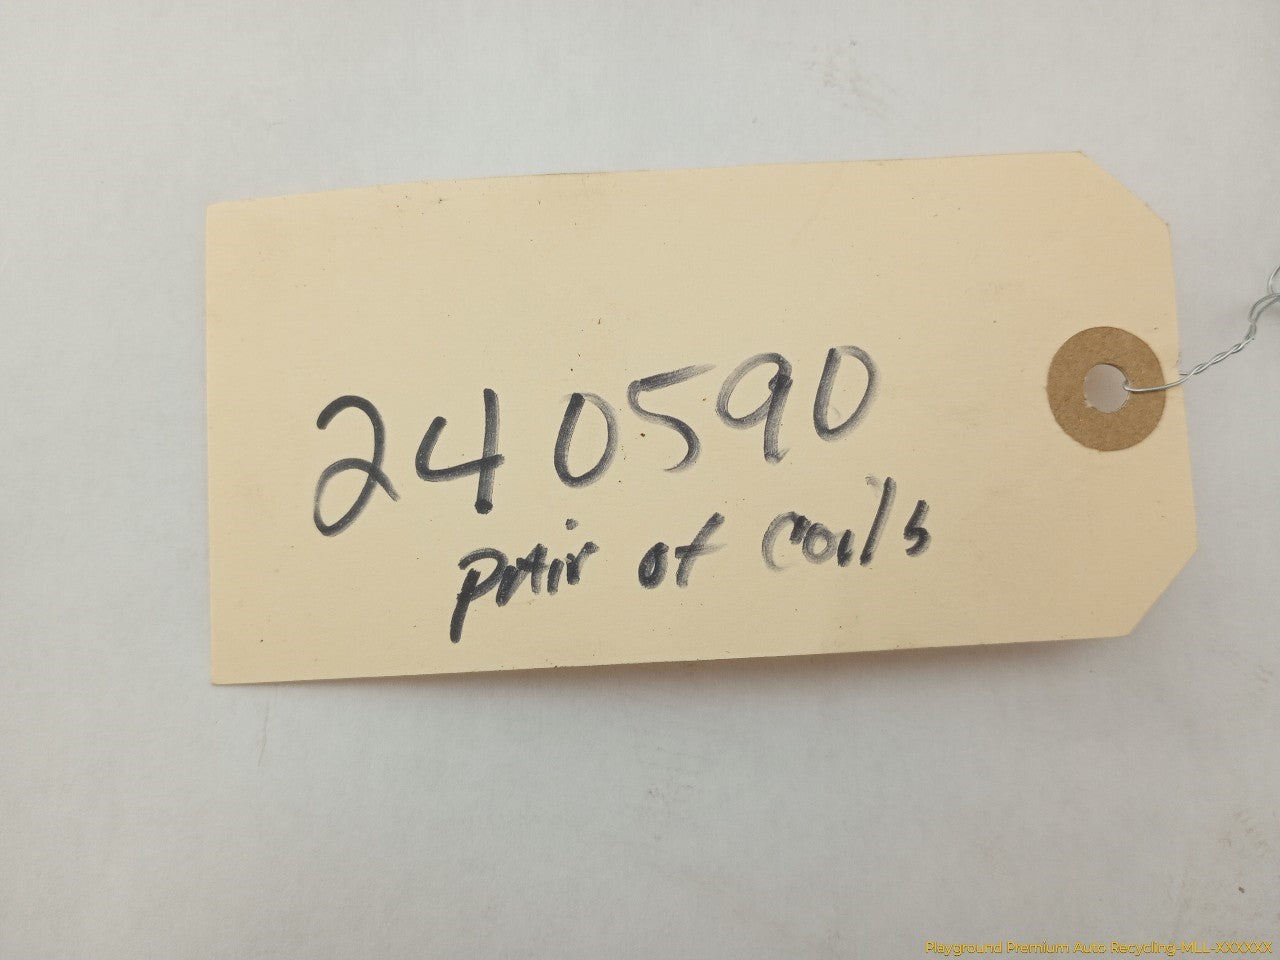 240590
pair of coils
Playground Premium Auto Recycling-MLL-XXXXXX